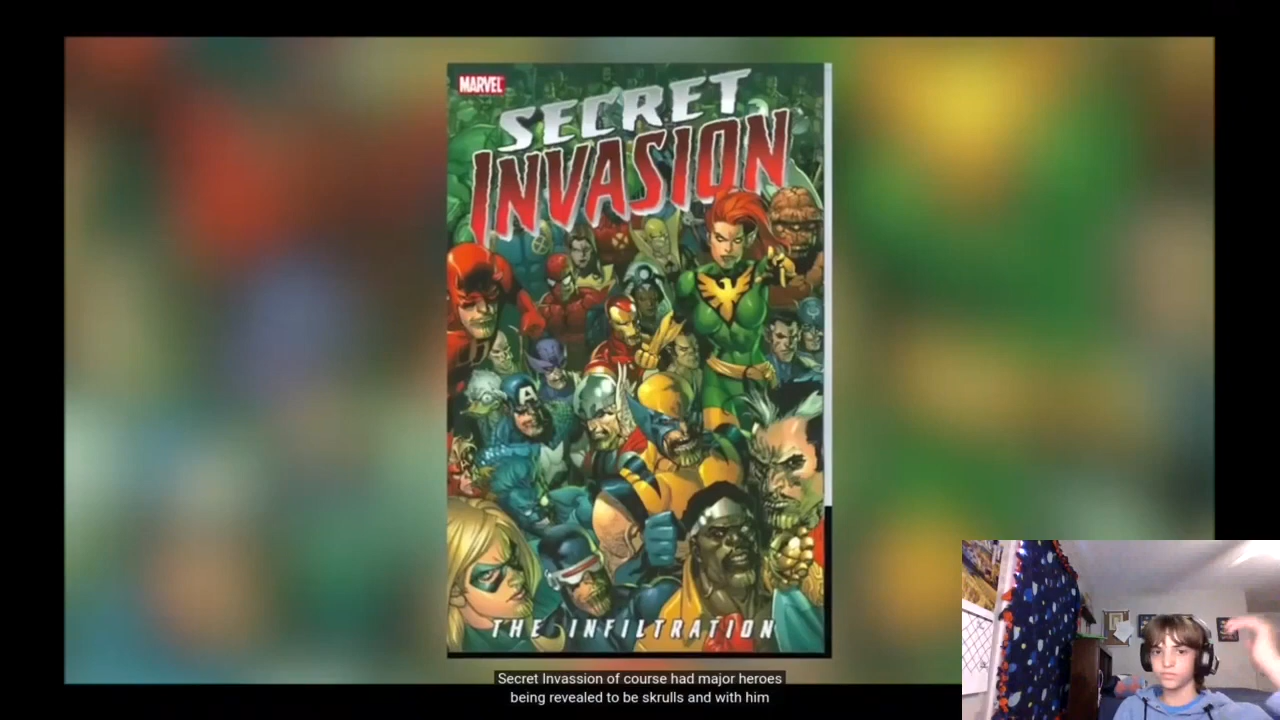 MARVEL
SECRET
INVASION
THE INFILTRATION
Secret Invassion of course had major heroes
being revealed to be skrulls and with him